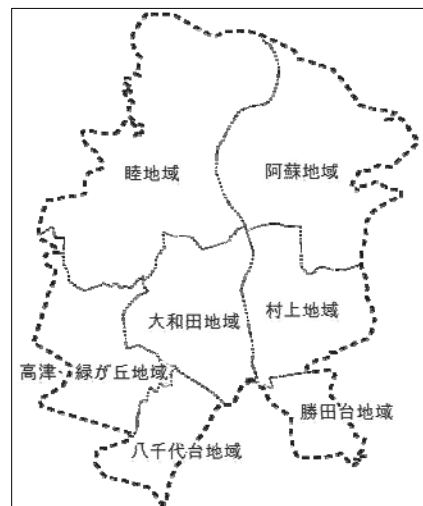 睦地域
阿蘇地域
大和田地域
村上地域
高津・緑が丘地域
勝田台地域
八千代台地域